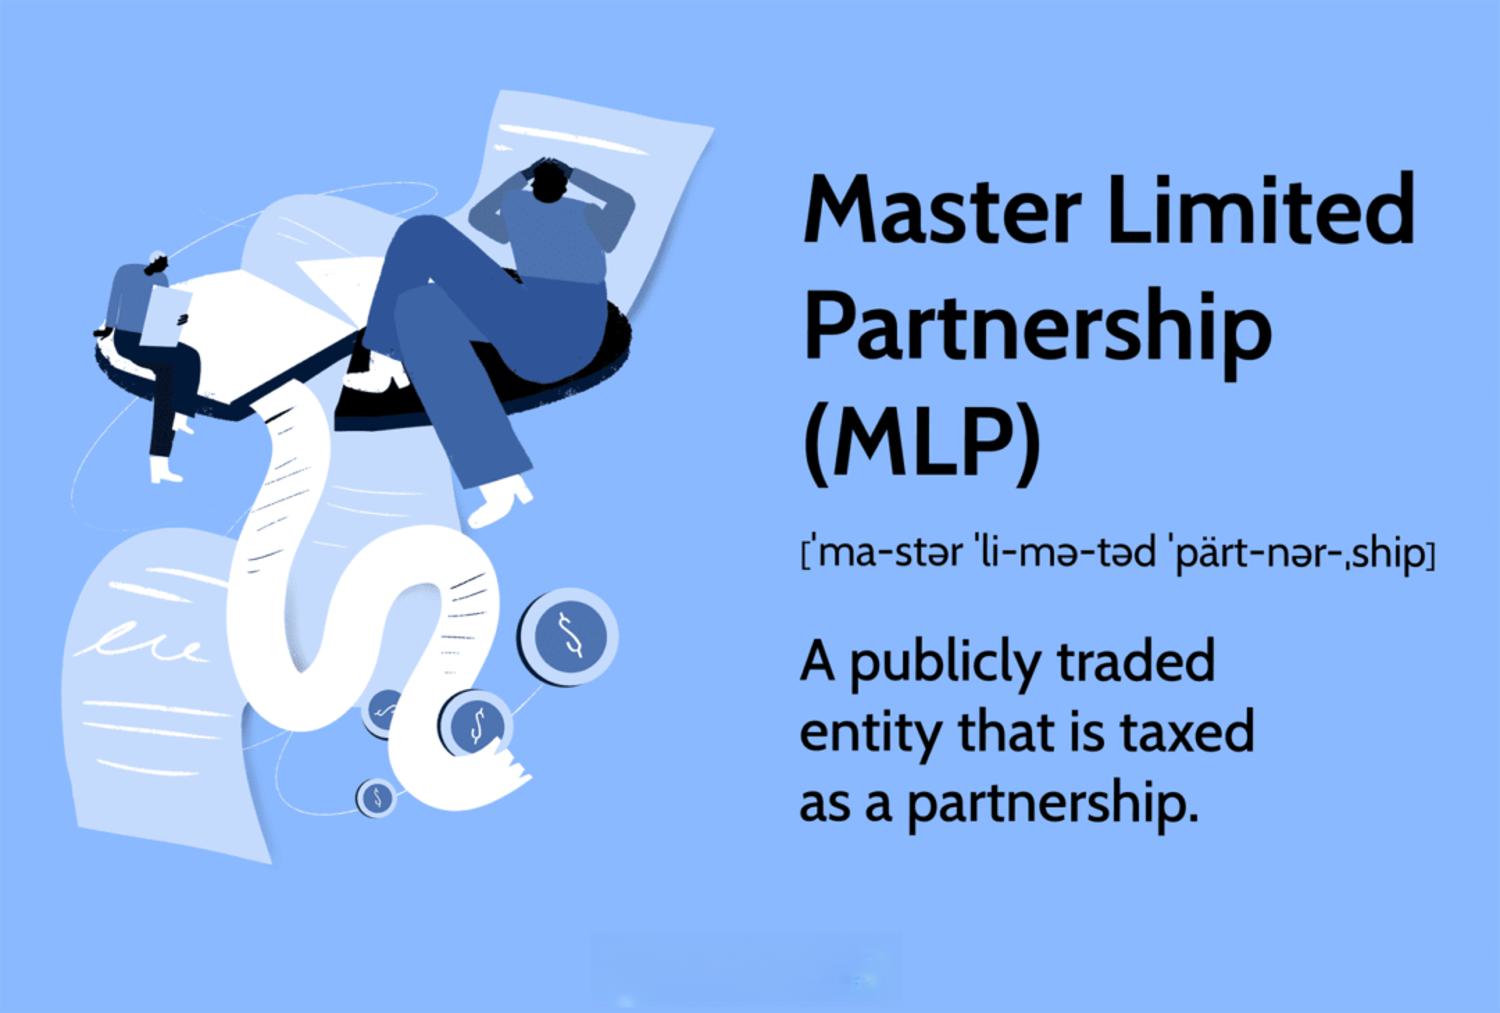 Master Limited
Partnership
(MLP)
[ˈma-stər ˈli-mə-təd ˈpärt-nər-ˌship]
A publicly traded
entity that is taxed
as a partnership.